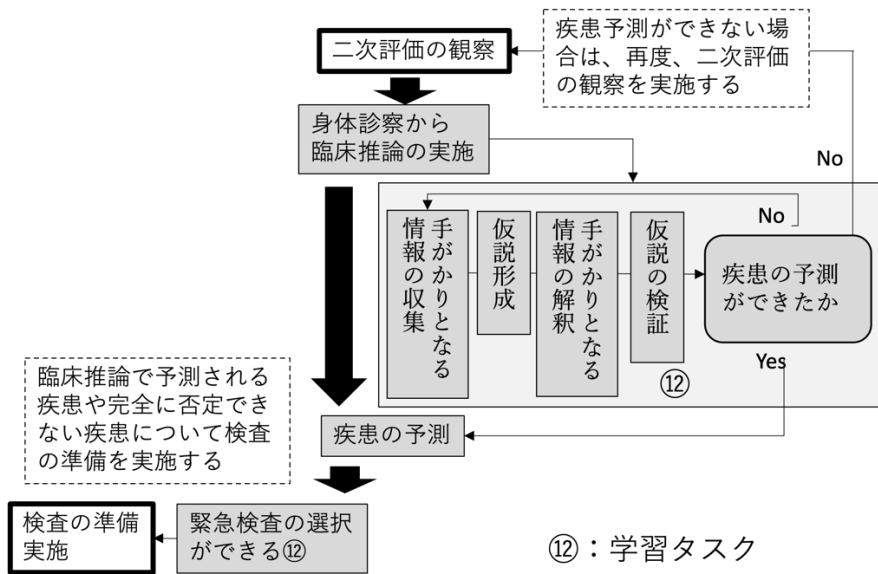 二次評価の観察
疾患予測ができない場
合は、再度、二次評価
の観察を実施する
身体診察から
臨床推論の実施
No
No
手がかりとなる
情報の収集
仮説形成
手がかりとなる
情報の解釈
仮説の検証
疾患の予測
ができたか
⑫
Yes
臨床推論で予測される
疾患や完全に否定でき
ない疾患について検査
の準備を実施する
疾患の予測
検査の準備
実施
緊急検査の選択
ができる⑫
⑫：学習タスク